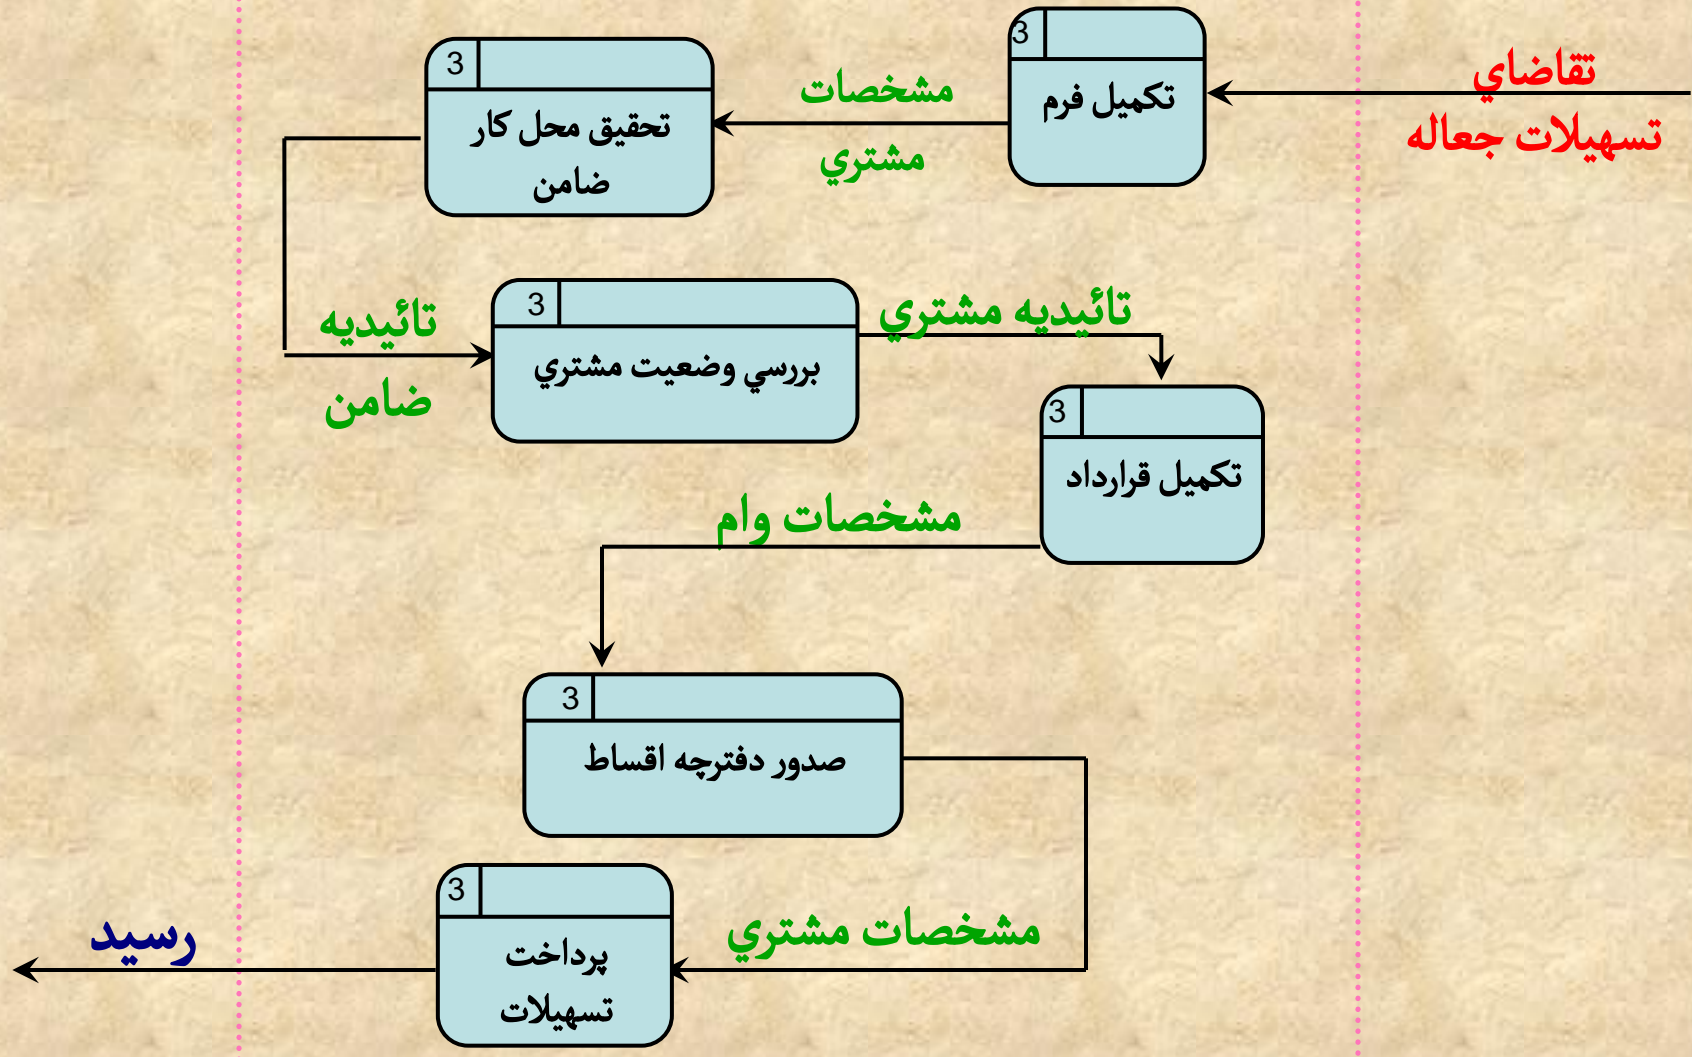 تقاضاي
تسهيلات جعاله
3
تكميل فرم
مشخصات
مشتري
3
تحقيق محل كار
ضامن
تائيديه
ضامن
3
بررسي وضعيت مشتري
تائيديه مشتري
3
تكميل قرارداد
مشخصات وام
3
صدور دفترچه اقساط
مشخصات مشتري
3
پرداخت
تسهيلات
رسيد